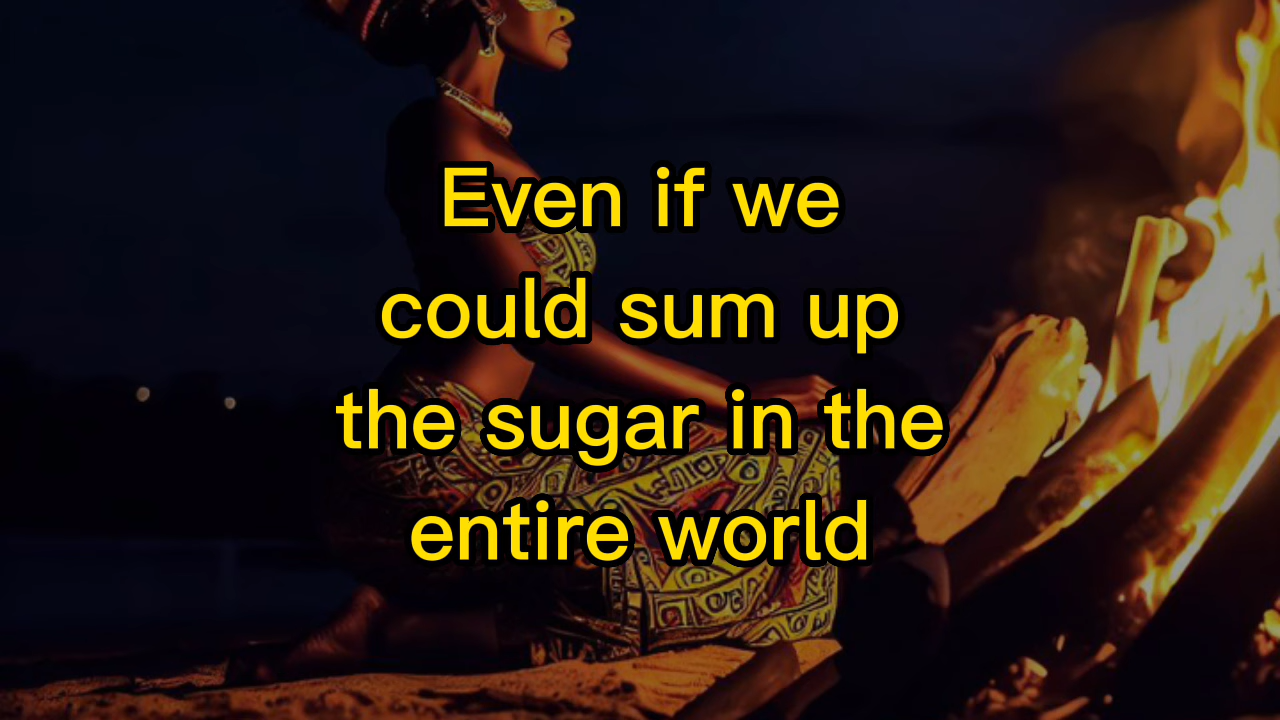 Even if we
could sum up
the sugar in the
entire world